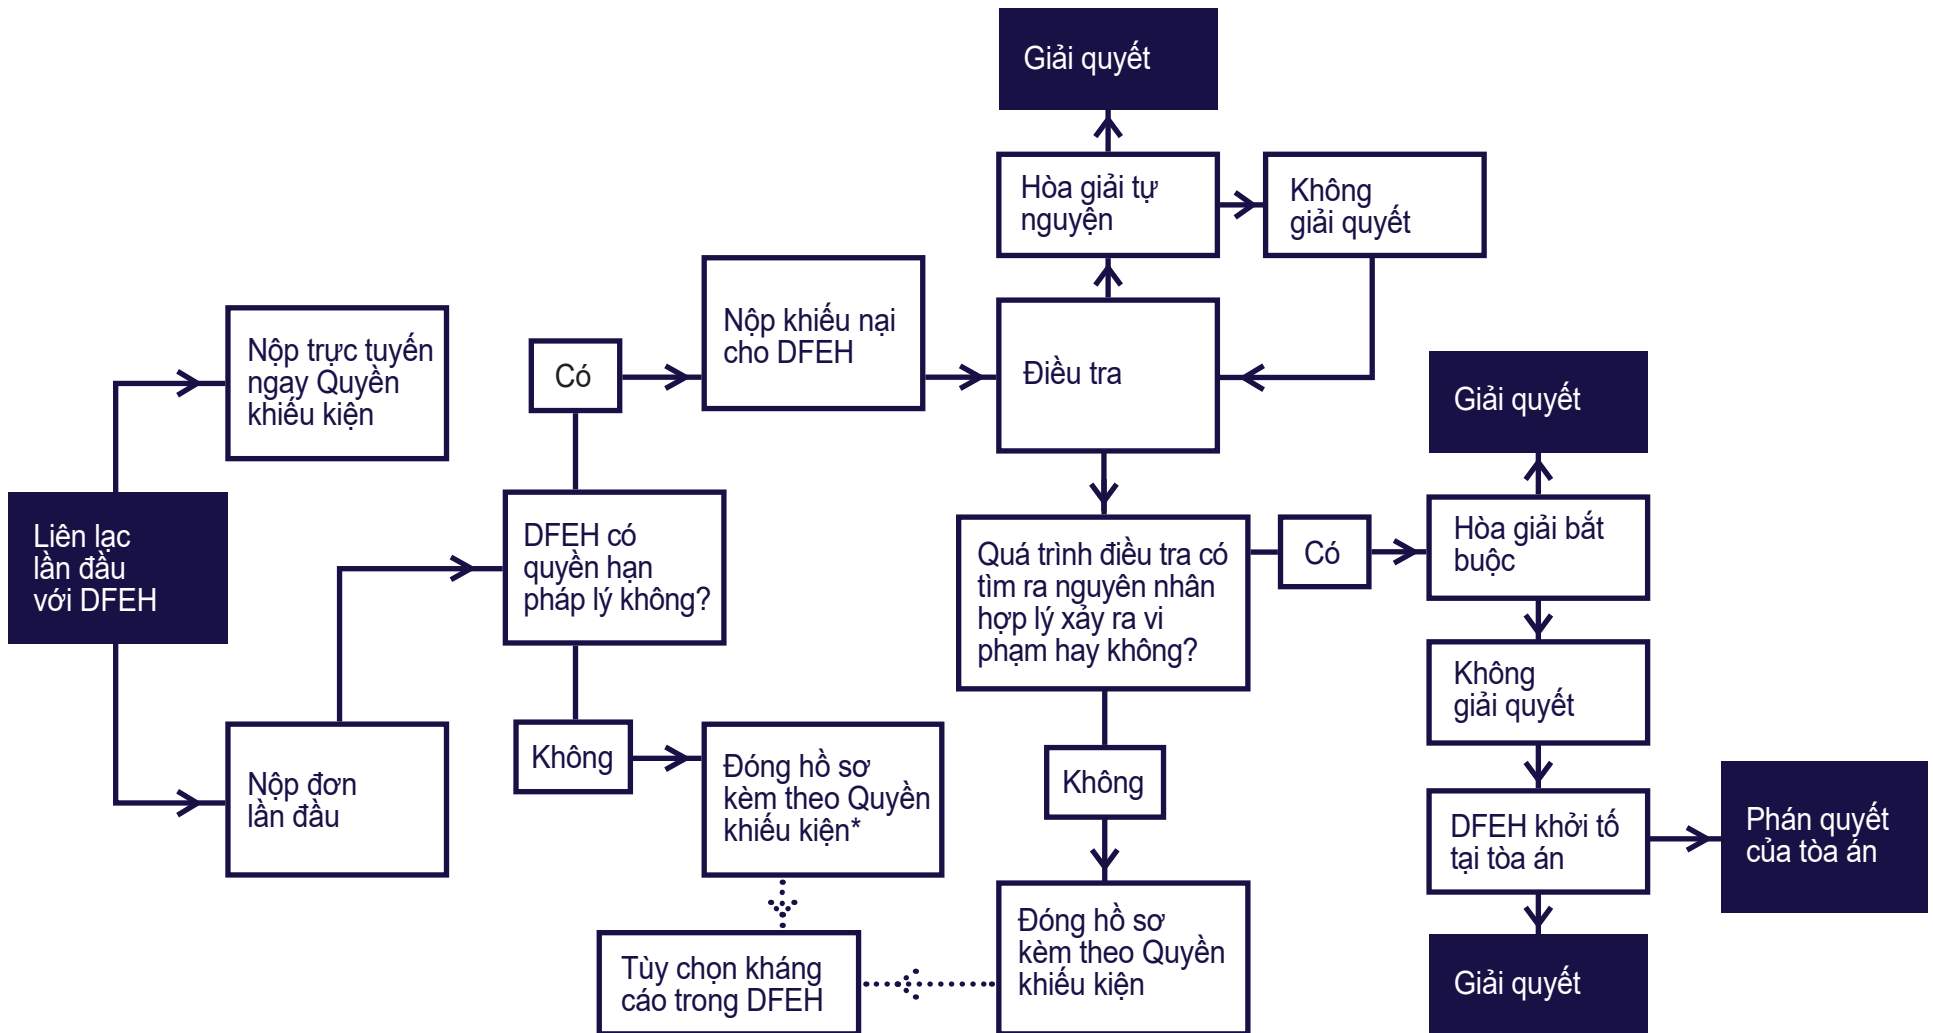 Liên lạc
lần đầu
với DFEH
Nộp trực tuyến
ngay Quyền
khiếu kiện
Nộp đơn
lần đầu
DFEH có
quyền hạn
pháp lý không?
Có
Không
Nộp khiếu nại
cho DFEH
Đóng hồ sơ
kèm theo Quyền
khiếu kiện*
Tùy chọn kháng
cáo trong DFEH
Giải quyết
Hòa giải tự
nguyện
Không
giải quyết
Điều tra
Quá trình điều tra có
tìm ra nguyên nhân
hợp lý xảy ra vi
phạm hay không?
Không
Đóng hồ sơ
kèm theo Quyền
khiếu kiện
Có
Giải quyết
Hòa giải bắt
buộc
Không
giải quyết
DFEH khởi tố
tại tòa án
Phán quyết
của tòa án
Giải quyết